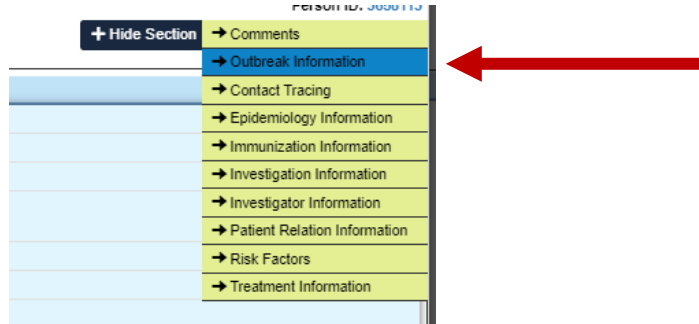 Person ID:
+ Hide Section
→ Comments
→ Outbreak Information
→ Contact Tracing
→ Epidemiology Information
→ Immunization Information
→ Investigation Information
→ Investigator Information
→ Patient Relation Information
→ Risk Factors
→ Treatment Information